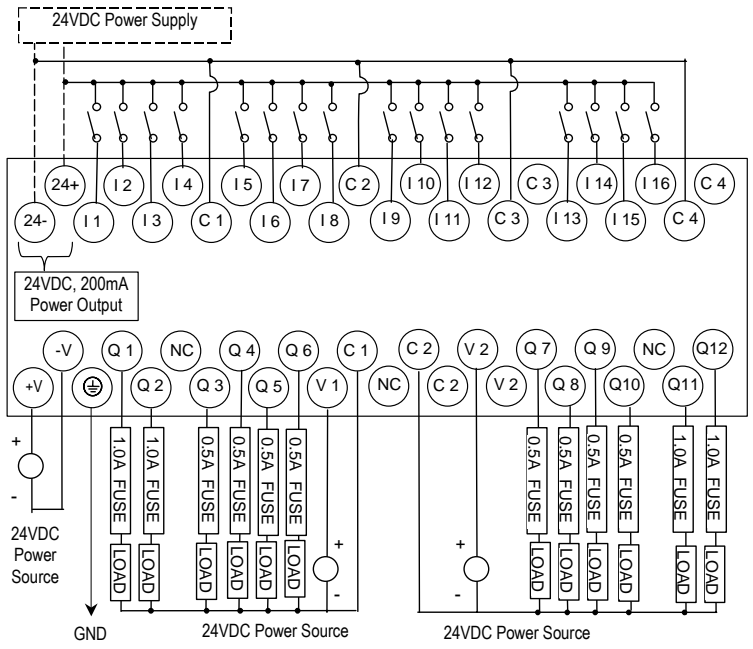 24VDC Power Supply
24+ I 2 I 4 I 5 I 7 C 2 I 10 I 12 C 3 I 14 I 16 C 4
24- I 1 I 3 C 1 I 6 I 8 I 9 I 11 C 3 I 13 I 15 C 4
24VDC, 200mA
Power Output
-V Q 1 NC Q 4 Q 6 C 1 C 2 V 2 Q 7 Q 9 NC Q12
+V Q 2 Q 3 Q 5 V 1 NC C 2 V 2 Q 8 Q10 Q11
1.0A FUSE
1.0A FUSE
0.5A FUSE
0.5A FUSE
0.5A FUSE
0.5A FUSE
0.5A FUSE
0.5A FUSE
0.5A FUSE
0.5A FUSE
1.0A FUSE
1.0A FUSE
+
-
24VDC
Power
Source
LOAD
LOAD
LOAD
LOAD
LOAD
LOAD
+
-
+
-
LOAD
LOAD
LOAD
LOAD
LOAD
LOAD
GND
24VDC Power Source
24VDC Power Source